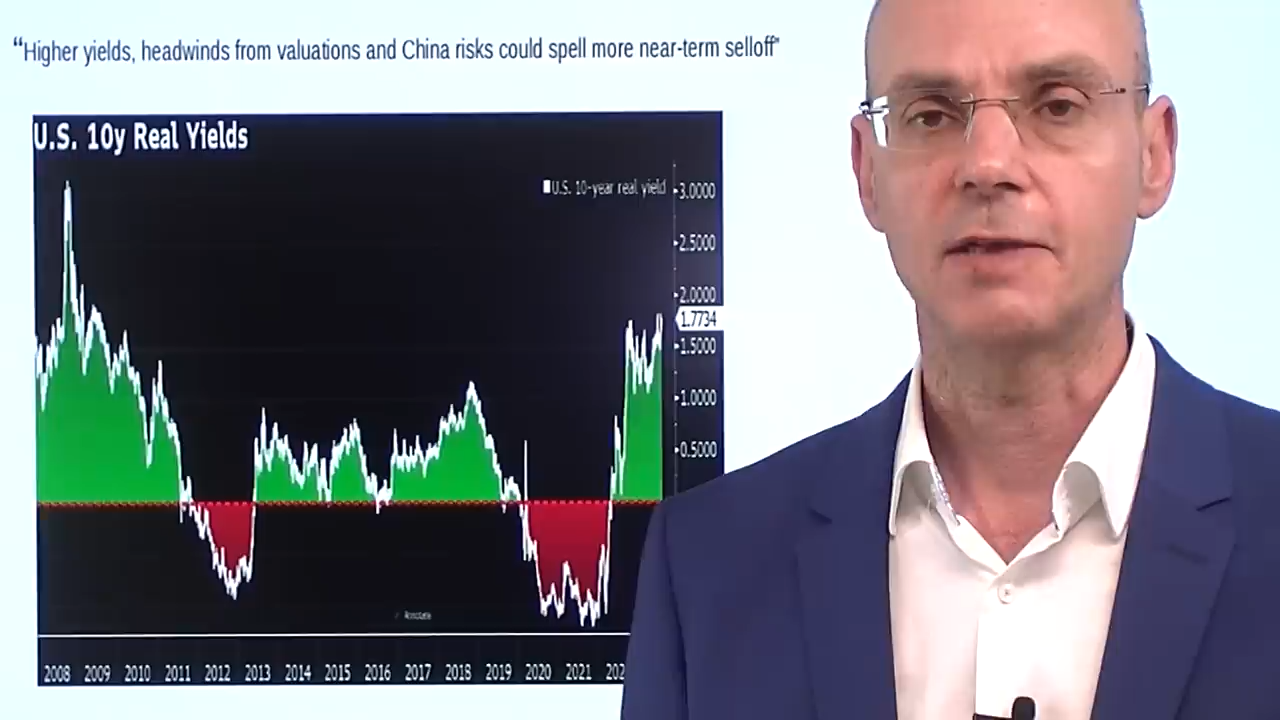 “Higher yields, headwinds from valuations and China risks could spell more near-term selloff”
U.S. 10y Real Yields
U.S. 10-year real yield
3.0000
2.5000
2.0000
1.7734
1.5000
1.0000
0.5000
Annotate
2008 2009 2010 2011 2012 2013 2014 2015 2016 2017 2018 2019 2020 2021